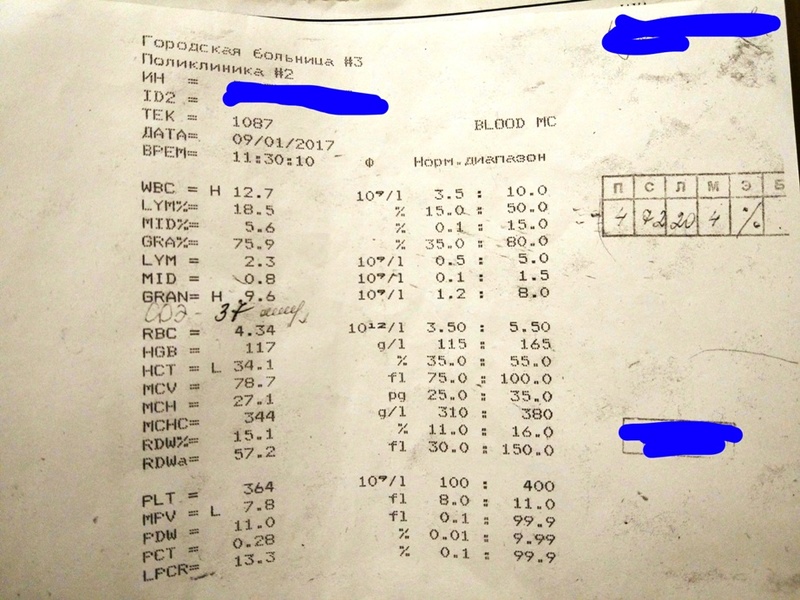 Городская больница #3
Поликлиника #2
ИН =
ID2 =
ТЕК = 1087 BLOOD MC
ДАТА= 09/01/2017
ВРЕМ= 11:30:10 Ф Норм.диапазон
WBC = H 12.7 10⁹/l 3.5 : 10.0
LYM%= 18.5 % 15.0 : 50.0
MID%= 5.6 % 0.1 : 15.0
GRA%= 75.9 % 35.0 : 80.0
LYM = 2.3 10⁹/l 0.5 : 5.0
MID = 0.8 10⁹/l 0.1 : 1.5
GRAN= H 9.6 10⁹/l 1.2 : 8.0
СОЭ - 37
RBC = 4.34 10¹²/l 3.50 : 5.50
HGB = 117 g/l 115 : 165
HCT = L 34.1 % 35.0 : 55.0
MCV = 78.7 fl 75.0 : 100.0
MCH = 27.1 pg 25.0 : 35.0
MCHC= 344 g/l 310 : 380
RDW%= 15.1 % 11.0 : 16.0
RDWa= 57.2 fl 30.0 : 150.0
PLT = 364 10⁹/l 100 : 400
MPV = L 7.8 fl 8.0 : 11.0
PDW = 11.0 fl 0.1 : 99.9
PCT = 0.28 % 0.01 : 9.99
LPCR= 13.3 % 0.1 : 99.9
П С Л М Э Б
4 72 20 4 %